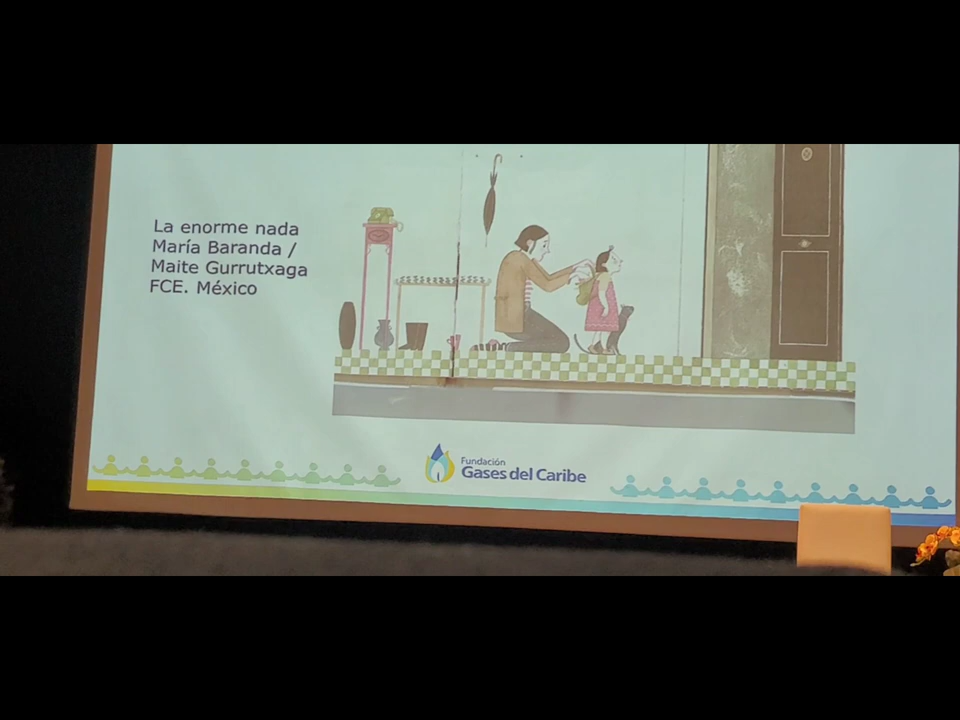 La enorme nada
María Baranda /
Maite Gurrutxaga
FCE. México
Fundación
Gases del Caribe